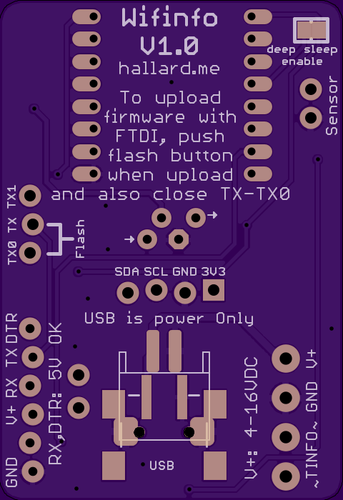 Wifinfo
V1.0
hallard.me
deep sleep
enable
To upload
firmware with
FTDI, push
flash button
when upload
and also close TX-TX0
Sensor
TX0 TX TX1
Flash
SDA SCL GND 3V3
USB is power Only
GND V+ RX TX DTR
RX,DTR: 5V OK
V+: 4-16VDC
~TINFO~ GND V+
USB